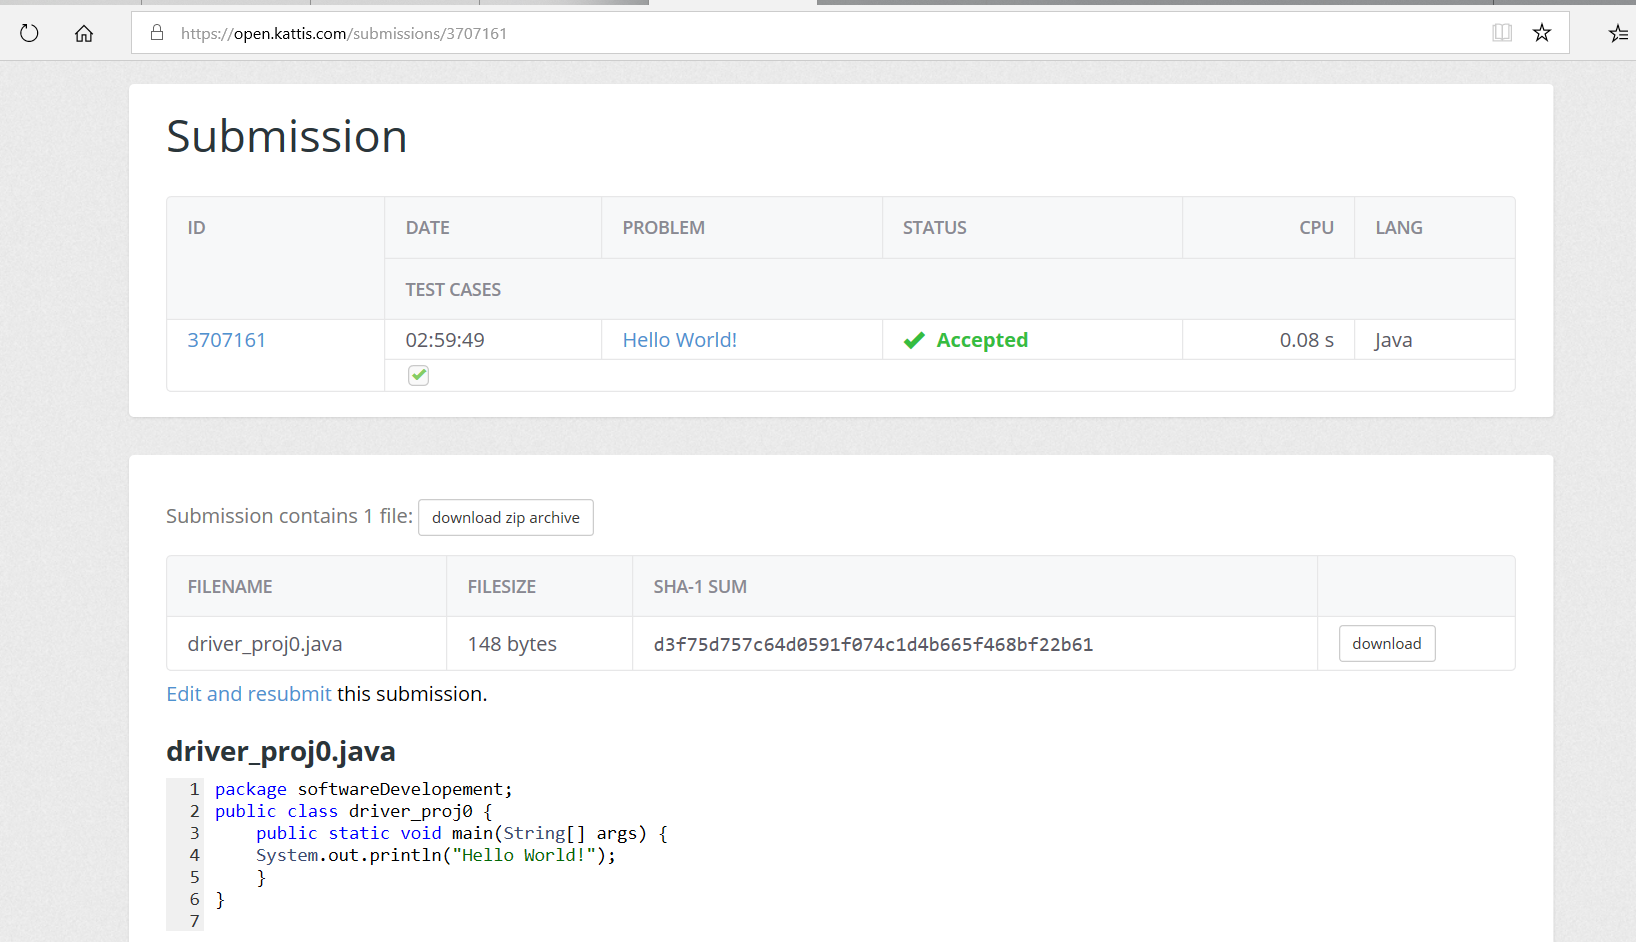 https://open.kattis.com/submissions/3707161
Submission
ID DATE PROBLEM STATUS CPU LANG
TEST CASES
3707161 02:59:49 Hello World! Accepted 0.08 s Java
Submission contains 1 file: download zip archive
FILENAME FILESIZE SHA-1 SUM
driver_proj0.java 148 bytes d3f75d757c64d0591f074c1d4b665f468bf22b61 download
Edit and resubmit this submission.
driver_proj0.java
1 package softwareDevelopement;
2 public class driver_proj0 {
3     public static void main(String[] args) {
4     System.out.println("Hello World!");
5     }
6 }
7